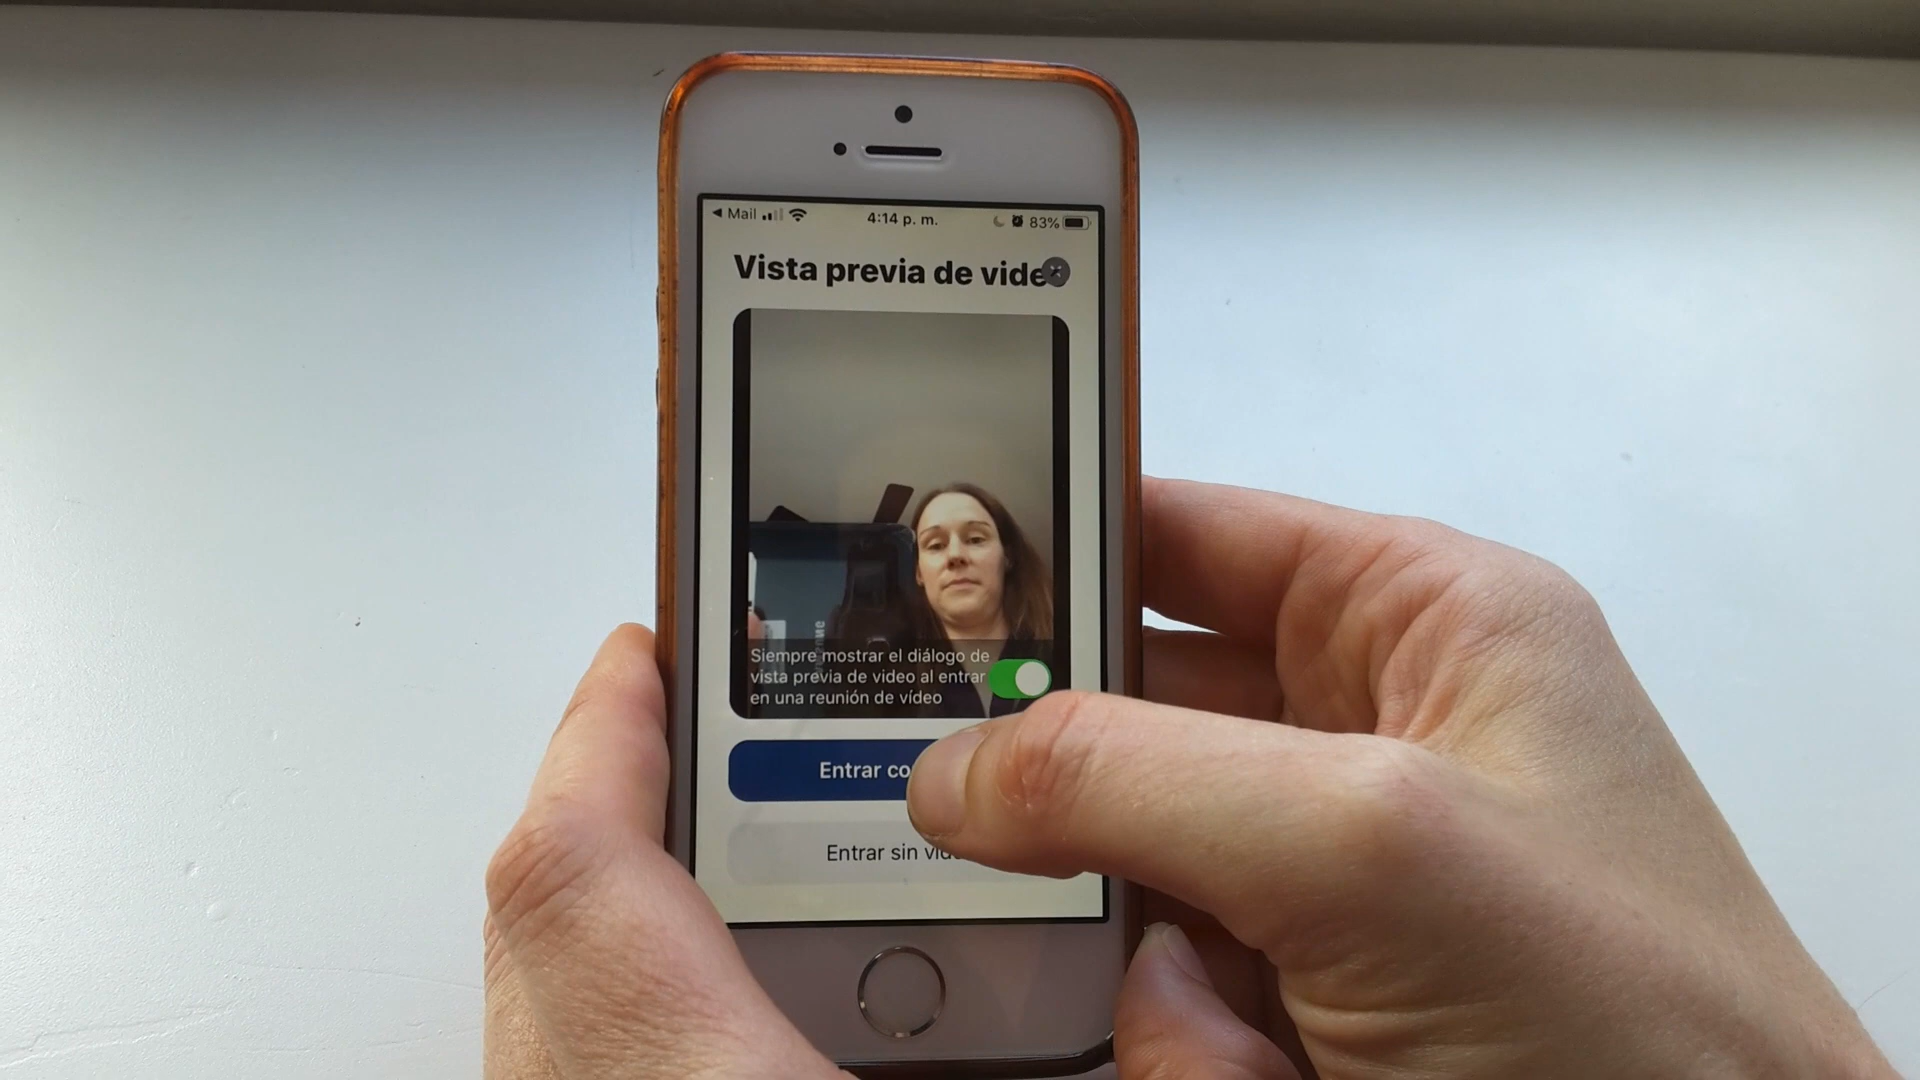 Mail
4:14 p. m.
83%
Vista previa de vide
Siempre mostrar el diálogo de
vista previa de video al entrar
en una reunión de vídeo
Entrar co
Entrar sin vid